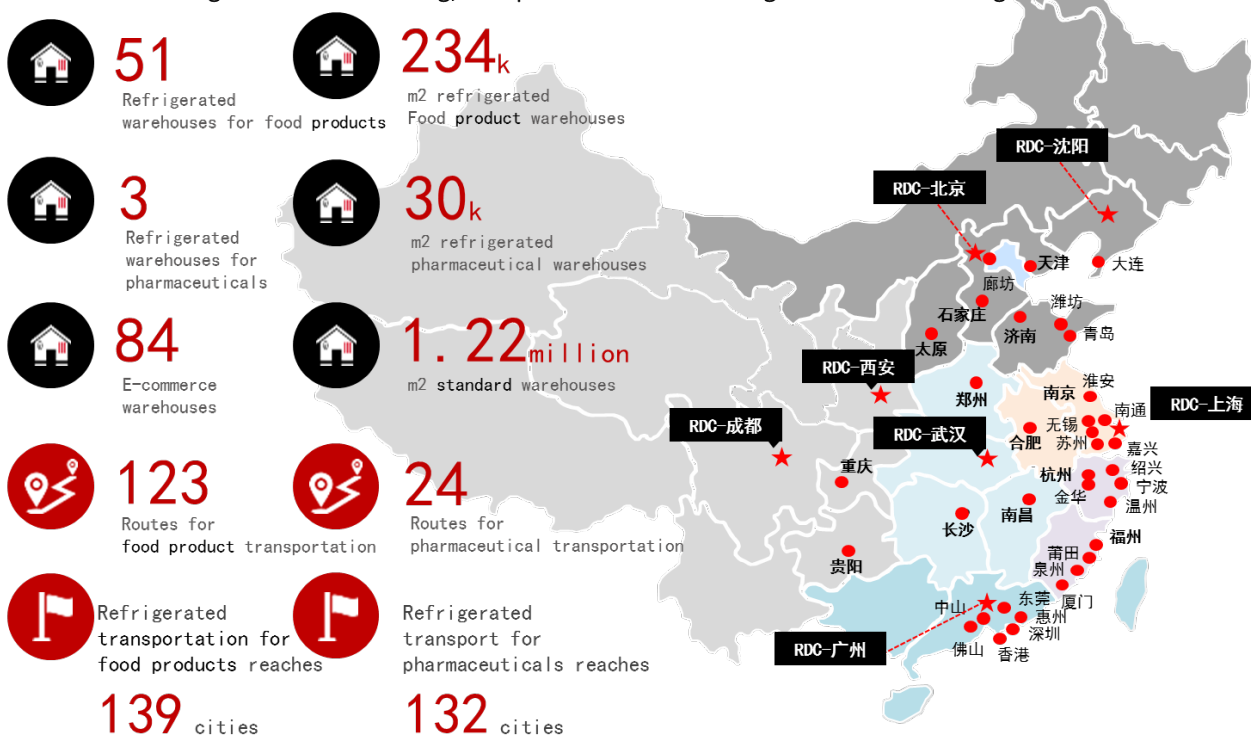 51
Refrigerated
warehouses for food products
234k
m2 refrigerated
Food product warehouses
3
Refrigerated
warehouses for
pharmaceuticals
30k
m2 refrigerated
pharmaceutical warehouses
84
E-commerce
warehouses
1.22million
m2 standard warehouses
123
Routes for
food product transportation
24
Routes for
pharmaceutical transportation
Refrigerated
transportation for
food products reaches
139 cities
Refrigerated
transport for
pharmaceuticals reaches
132 cities
RDC-沈阳
RDC-北京
天津
大连
廊坊
石家庄
潍坊
济南
青岛
太原
RDC-西安
郑州
南京
淮安
南通
RDC-上海
RDC-成都
RDC-武汉
无锡
合肥
苏州
嘉兴
重庆
杭州
绍兴
金华
宁波
温州
长沙
南昌
福州
莆田
贵阳
泉州
厦门
中山
东莞
惠州
深圳
佛山
香港
RDC-广州